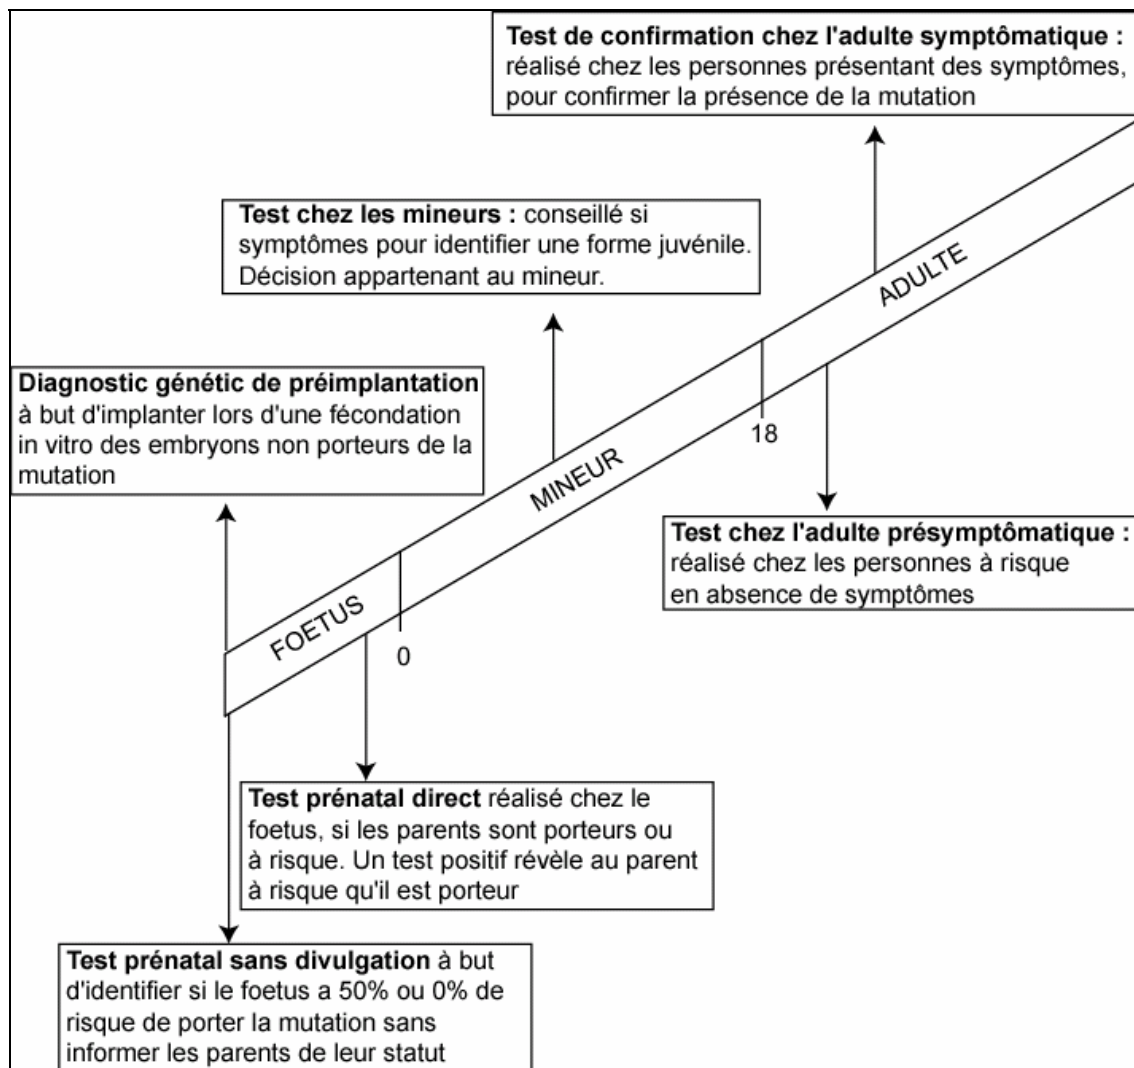 Test de confirmation chez l'adulte symptômatique :
réalisé chez les personnes présentant des symptômes,
pour confirmer la présence de la mutation
Test chez les mineurs : conseillé si
symptômes pour identifier une forme juvénile.
Décision appartenant au mineur.
ADULTE
Diagnostic génétic de préimplantation
à but d'implanter lors d'une fécondation
in vitro des embryons non porteurs de la
mutation
18
MINEUR
Test chez l'adulte présymptômatique :
réalisé chez les personnes à risque
en absence de symptômes
FOETUS
0
Test prénatal direct réalisé chez le
foetus, si les parents sont porteurs ou
à risque. Un test positif révèle au parent
à risque qu'il est porteur
Test prénatal sans divulgation à but
d'identifier si le foetus a 50% ou 0% de
risque de porter la mutation sans
informer les parents de leur statut